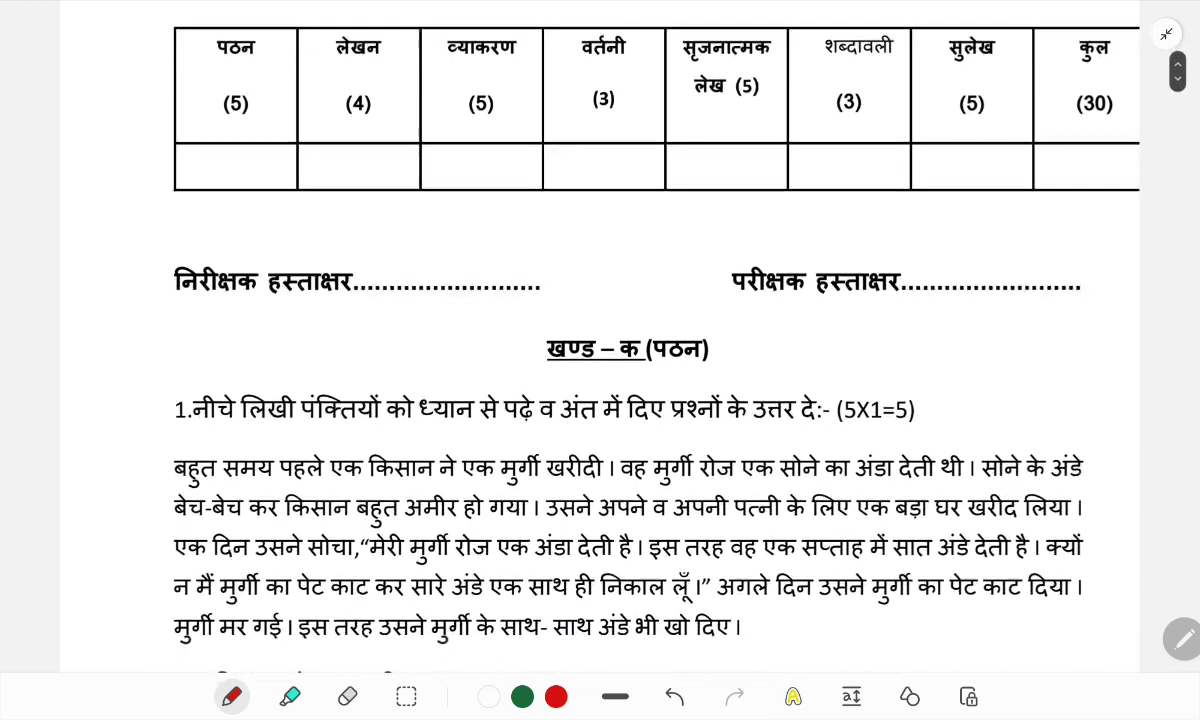 पठन लेखन व्याकरण वर्तनी सृजनात्मक शब्दावली सुलेख कुल
लेख (5)
(5) (4) (5) (3) (3) (5) (30)
निरीक्षक हस्ताक्षर.......................... परीक्षक हस्ताक्षर.........................
खण्ड – क (पठन)
1.नीचे लिखी पंक्तियों को ध्यान से पढ़े व अंत में दिए प्रश्नों के उत्तर दे:- (5X1=5)
बहुत समय पहले एक किसान ने एक मुर्गी खरीदी । वह मुर्गी रोज एक सोने का अंडा देती थी । सोने के अंडे
बेच-बेच कर किसान बहुत अमीर हो गया । उसने अपने व अपनी पत्नी के लिए एक बड़ा घर खरीद लिया ।
एक दिन उसने सोचा,“मेरी मुर्गी रोज एक अंडा देती है । इस तरह वह एक सप्ताह में सात अंडे देती है । क्यों
न मैं मुर्गी का पेट काट कर सारे अंडे एक साथ ही निकाल लूँ ।” अगले दिन उसने मुर्गी का पेट काट दिया ।
मुर्गी मर गई । इस तरह उसने मुर्गी के साथ- साथ अंडे भी खो दिए ।